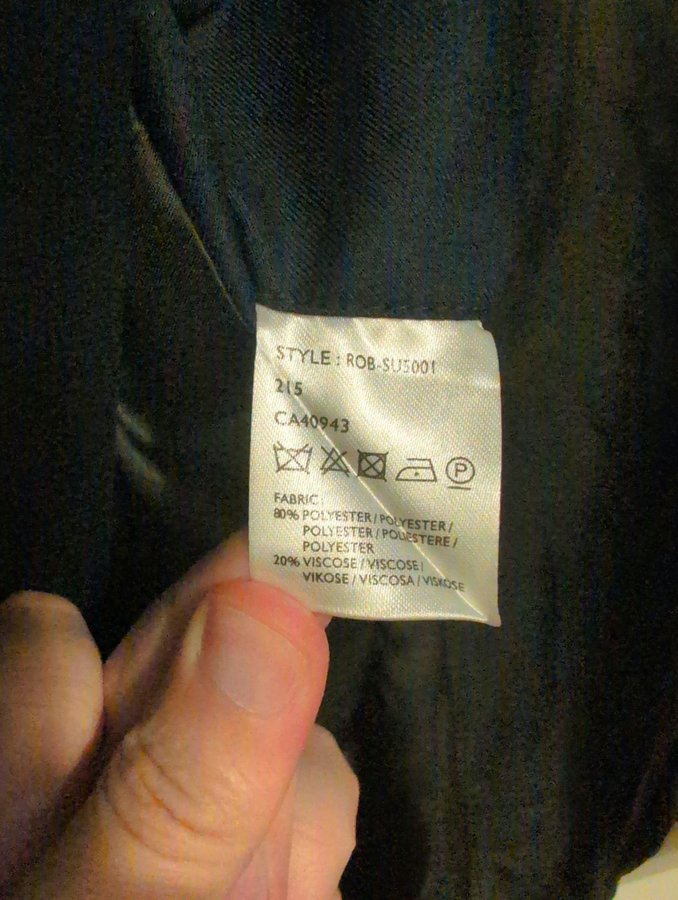 STYLE : ROB-SU5001
215
CA40943
P
FABRIC:
80% POLYESTER / POLYESTER /
POLYESTER / POLIESTERE /
POLYESTER
20% VISCOSE / VISCOSE /
VIKOSE / VISCOSA / VISKOSE